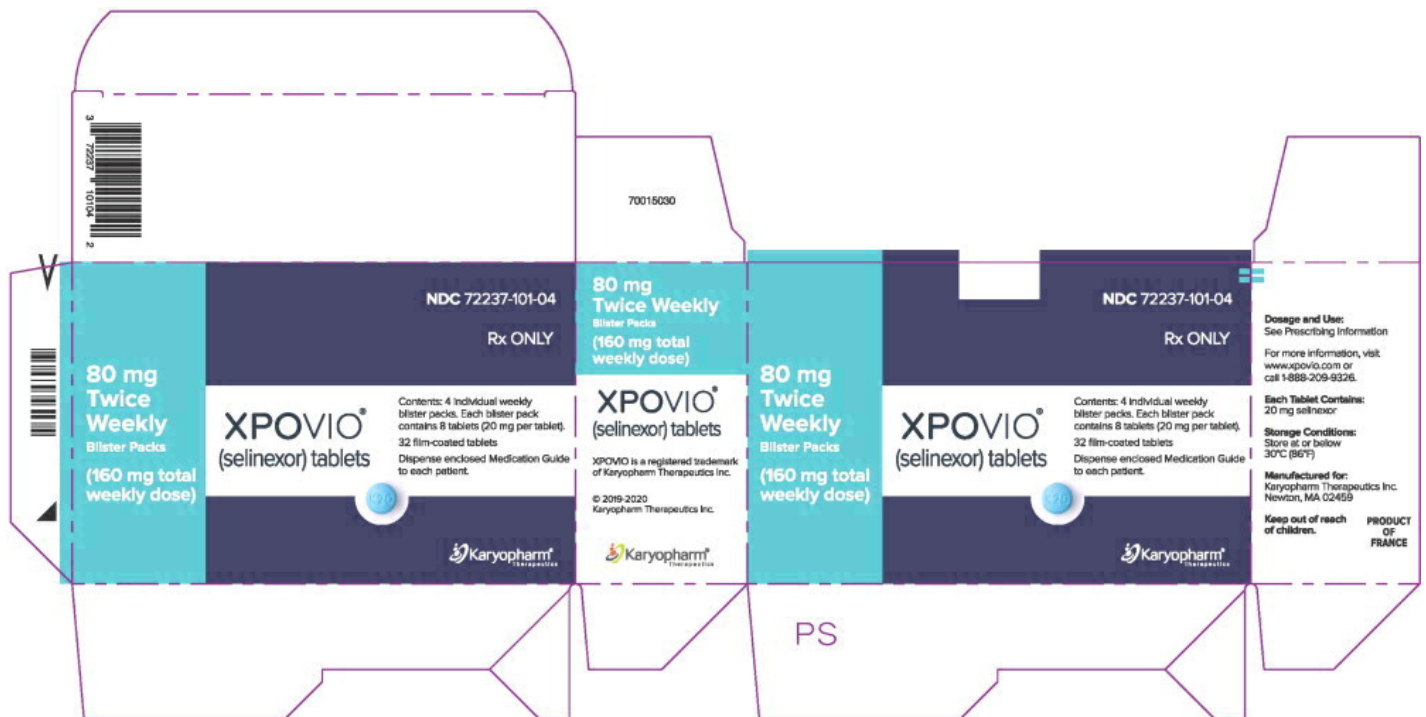 3 72237 10104 2
70015030
80 mg
Twice
Weekly
Blister Packs
(160 mg total
weekly dose)
NDC 72237-101-04
Rx ONLY
XPOVIO®
(selinexor) tablets
Contents: 4 individual weekly
blister packs. Each blister pack
contains 8 tablets (20 mg per tablet).
32 film-coated tablets
Dispense enclosed Medication Guide
to each patient.
K20
Karyopharm®
Therapeutics
80 mg
Twice Weekly
Blister Packs
(160 mg total
weekly dose)
XPOVIO®
(selinexor) tablets
XPOVIO is a registered trademark
of Karyopharm Therapeutics Inc.
© 2019-2020
Karyopharm Therapeutics Inc.
Karyopharm®
Therapeutics
80 mg
Twice
Weekly
Blister Packs
(160 mg total
weekly dose)
NDC 72237-101-04
Rx ONLY
XPOVIO®
(selinexor) tablets
Contents: 4 individual weekly
blister packs. Each blister pack
contains 8 tablets (20 mg per tablet).
32 film-coated tablets
Dispense enclosed Medication Guide
to each patient.
K20
Karyopharm®
Therapeutics
Dosage and Use:
See Prescribing Information
For more information, visit
www.xpovio.com or
call 1-888-209-9326.
Each Tablet Contains:
20 mg selinexor
Storage Conditions:
Store at or below
30°C (86°F)
Manufactured for:
Karyopharm Therapeutics Inc.
Newton, MA 02459
Keep out of reach
of children.
PRODUCT
OF
FRANCE
PS